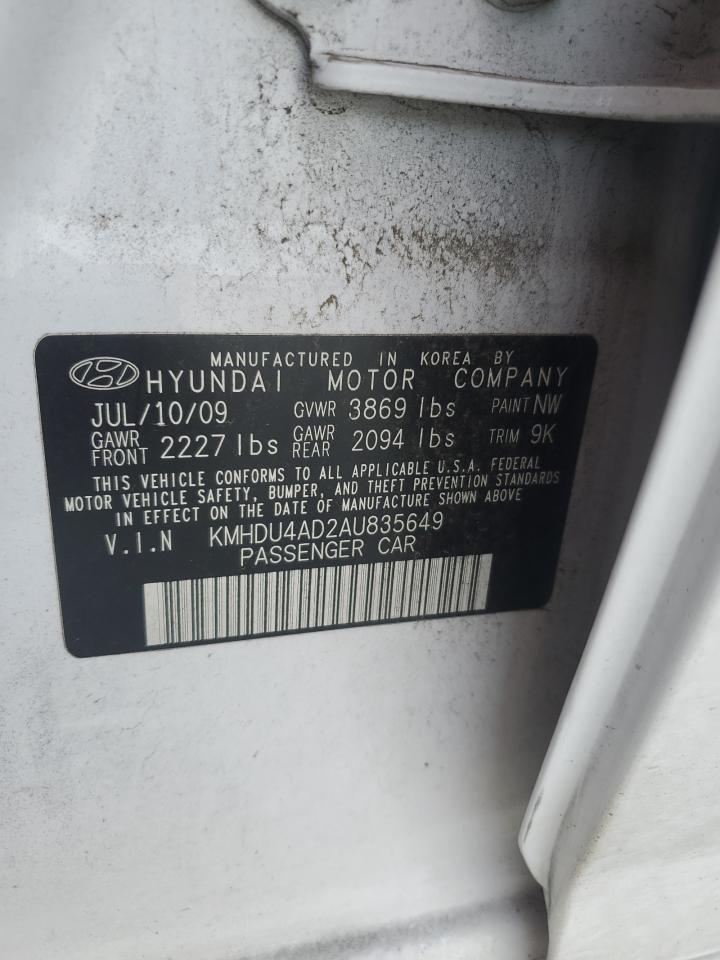 MANUFACTURED IN KOREA BY
HYUNDAI MOTOR COMPANY
JUL/10/09 GVWR 3869 lbs PAINT NW
GAWR FRONT 2227 lbs GAWR REAR 2094 lbs TRIM 9K
THIS VEHICLE CONFORMS TO ALL APPLICABLE U.S.A. FEDERAL
MOTOR VEHICLE SAFETY, BUMPER, AND THEFT PREVENTION STANDARDS
IN EFFECT ON THE DATE OF MANUFACTURE SHOWN ABOVE
V.I.N KMHDU4AD2AU835649
PASSENGER CAR